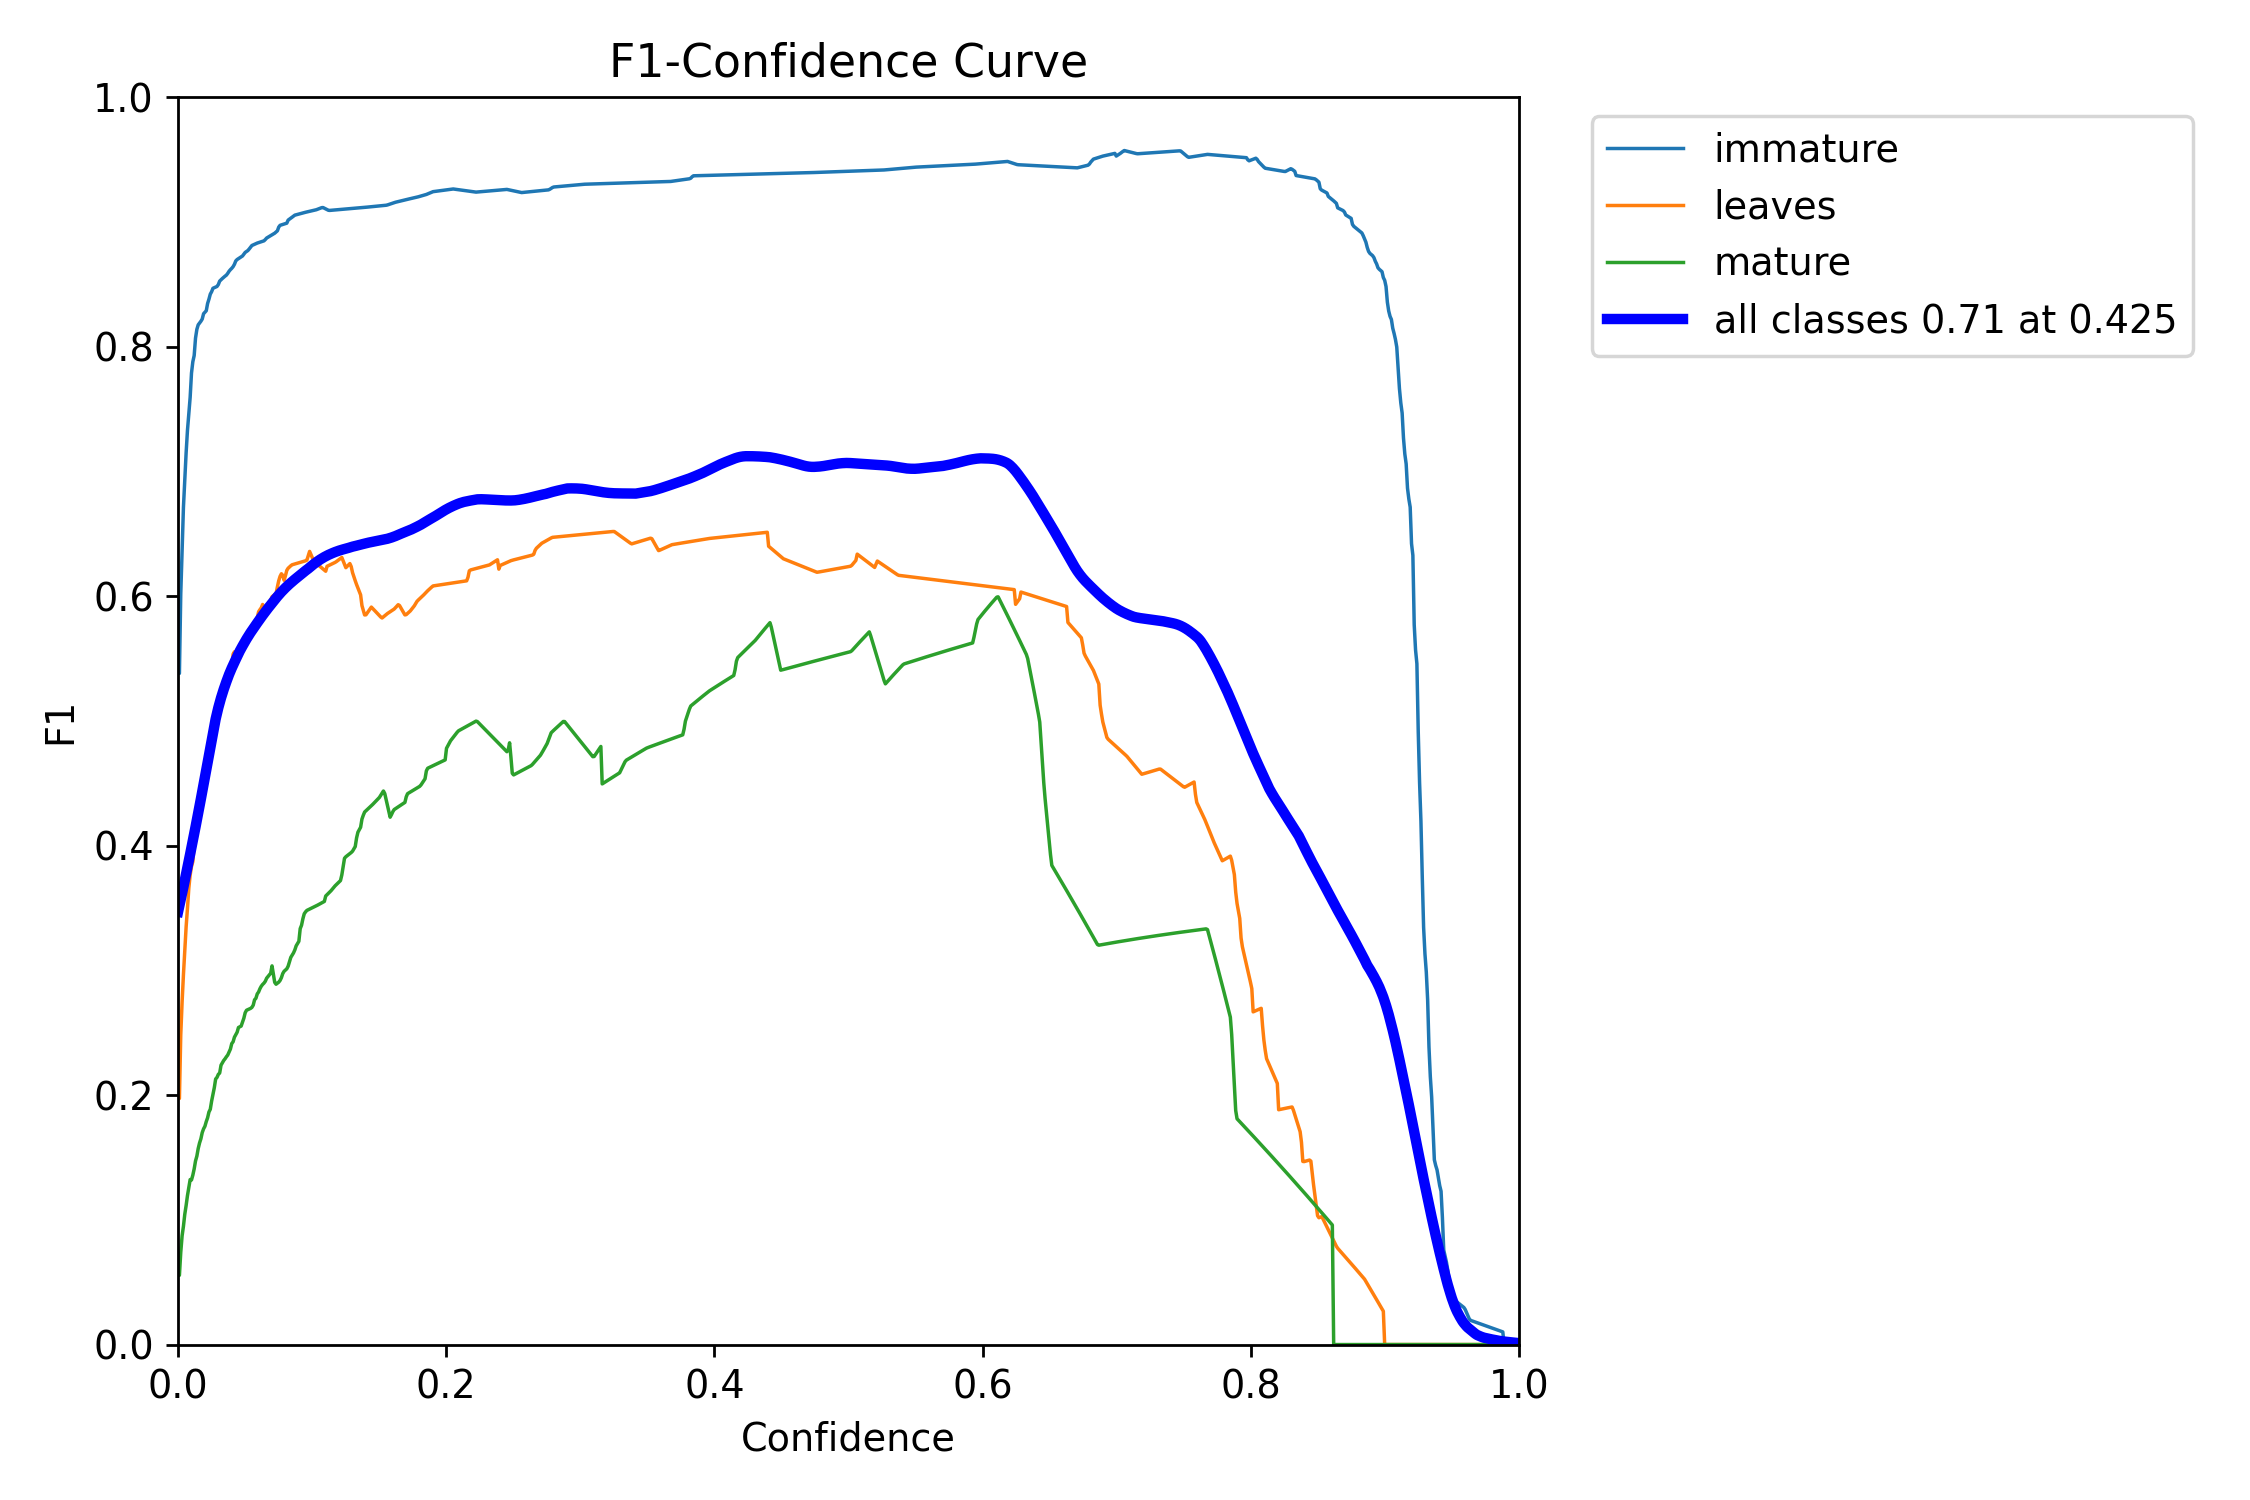 F1-Confidence Curve
immature
leaves
mature
all classes 0.71 at 0.425
F1
1.0
0.8
0.6
0.4
0.2
0.0
0.0 0.2 0.4 0.6 0.8 1.0
Confidence